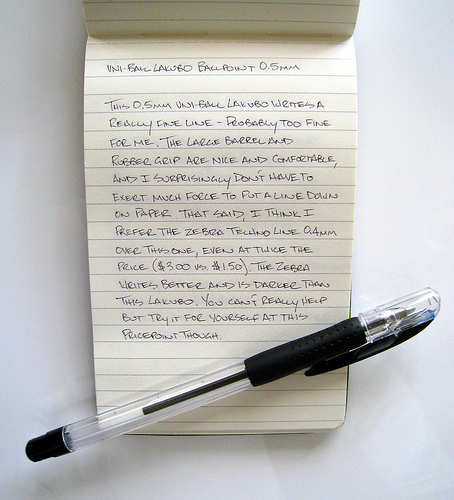 UNI-BALL LAKUBO BALLPOINT 0.5MM
THIS 0.5MM UNI-BALL LAKUBO WRITES A
REALLY FINE LINE - PROBABLY TOO FINE
FOR ME. THE LARGE BARREL AND
RUBBER GRIP ARE NICE AND COMFORTABLE,
AND I SURPRISINGLY DON'T HAVE TO
EXERT MUCH FORCE TO PUT A LINE DOWN
ON PAPER. THAT SAID, I THINK I
PREFER THE ZEBRA TECHNO LINE 0.4MM
OVER THIS ONE, EVEN AT TWICE THE
PRICE ($3.00 VS. $1.50). THE ZEBRA
WRITES BETTER AND IS DARKER THAN
THIS LAKUBO. YOU CAN'T REALLY HELP
BUT TRY IT FOR YOURSELF AT THIS
PRICEPOINT THOUGH.